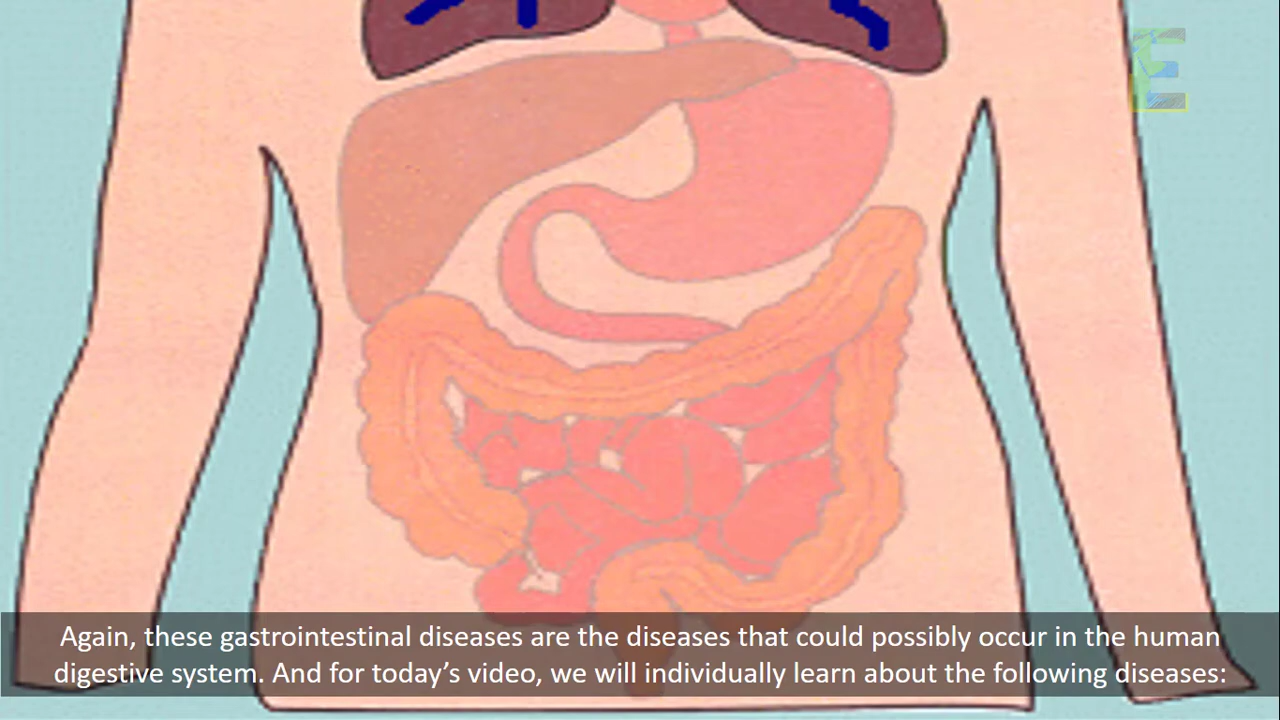 E
Again, these gastrointestinal diseases are the diseases that could possibly occur in the human
digestive system. And for today’s video, we will individually learn about the following diseases: